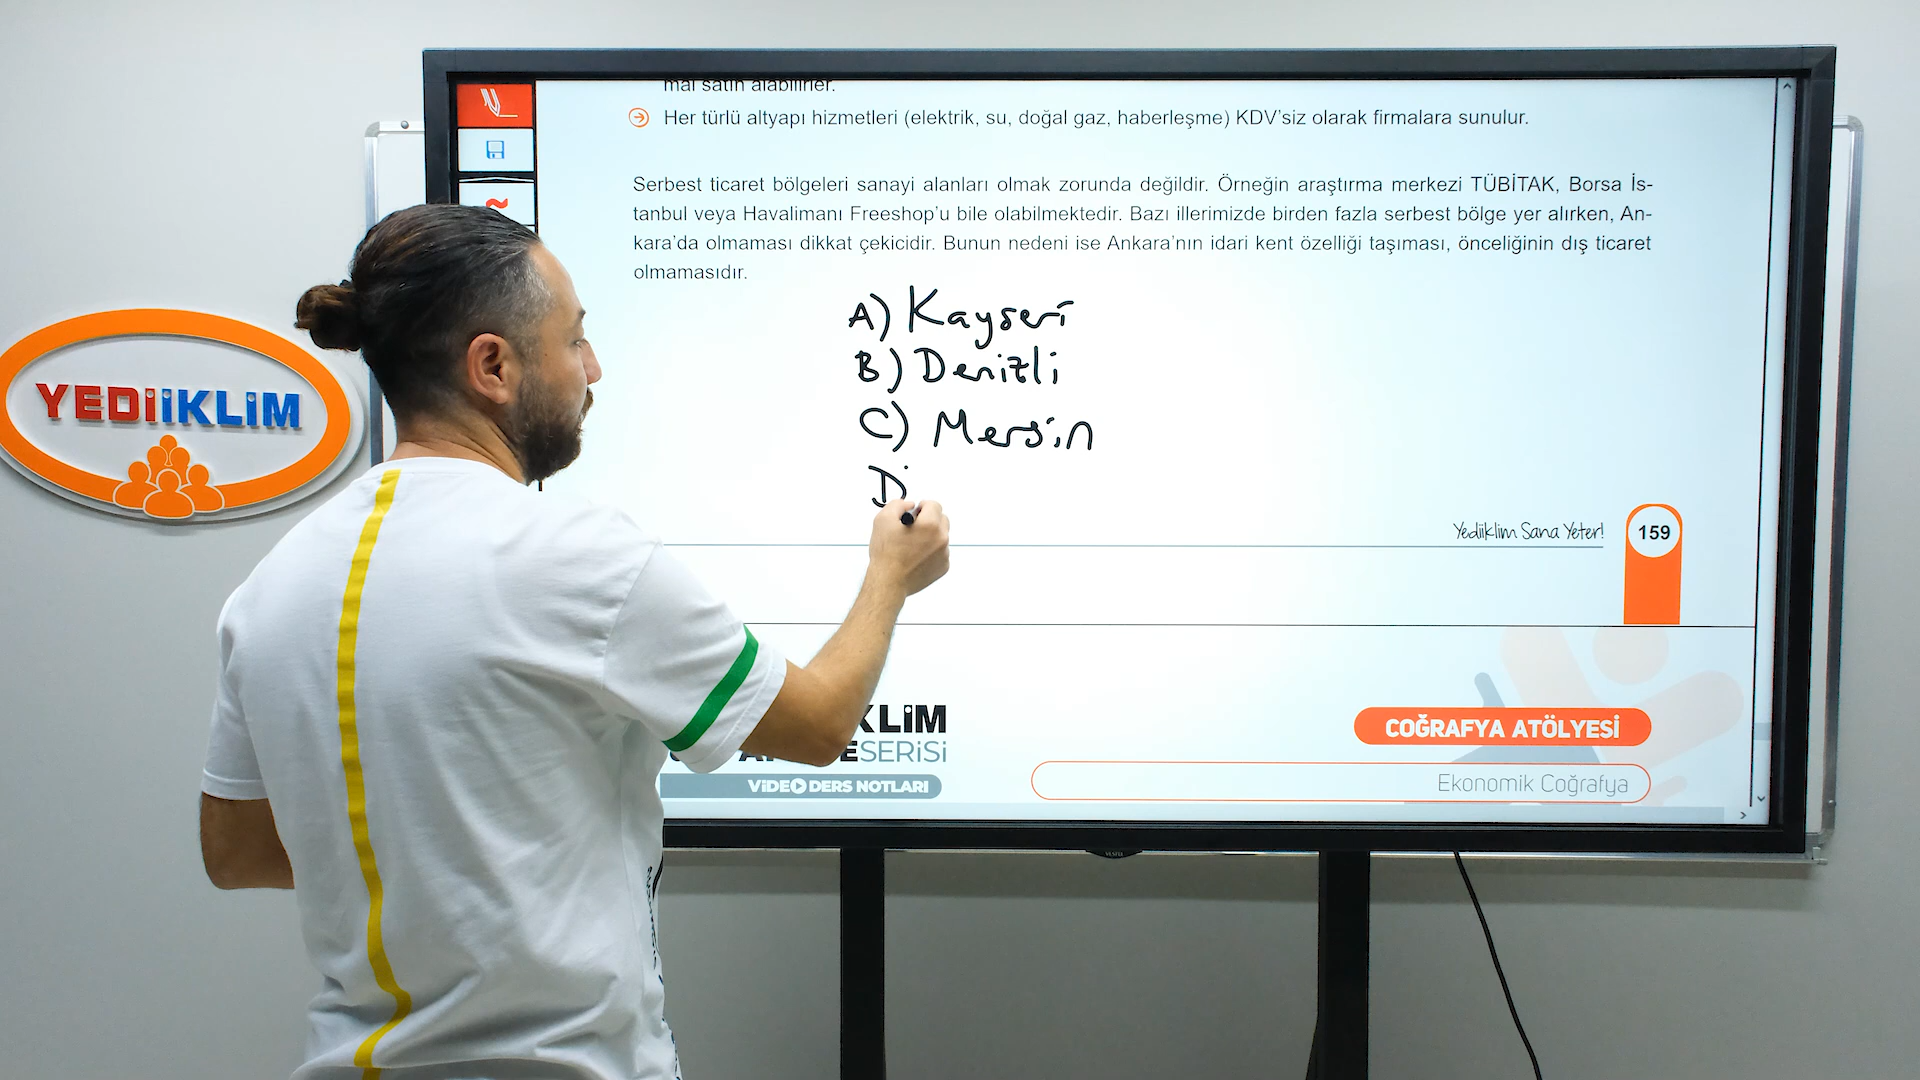 mal satın alabilirler.
Her türlü altyapı hizmetleri (elektrik, su, doğal gaz, haberleşme) KDV'siz olarak firmalara sunulur.
Serbest ticaret bölgeleri sanayi alanları olmak zorunda değildir. Örneğin araştırma merkezi TÜBİTAK, Borsa İs-
tanbul veya Havalimanı Freeshop'u bile olabilmektedir. Bazı illerimizde birden fazla serbest bölge yer alırken, An-
kara'da olmaması dikkat çekicidir. Bunun nedeni ise Ankara'nın idari kent özelliği taşıması, önceliğinin dış ticaret
olmamasıdır.
A) Kayseri
B) Denizli
C) Mersin
D
YEDiiKLiM
Yediiklim Sana Yeter!
159
KLiM
SERiSi
ViDEO DERS NOTLARI
COĞRAFYA ATÖLYESİ
Ekonomik Coğrafya